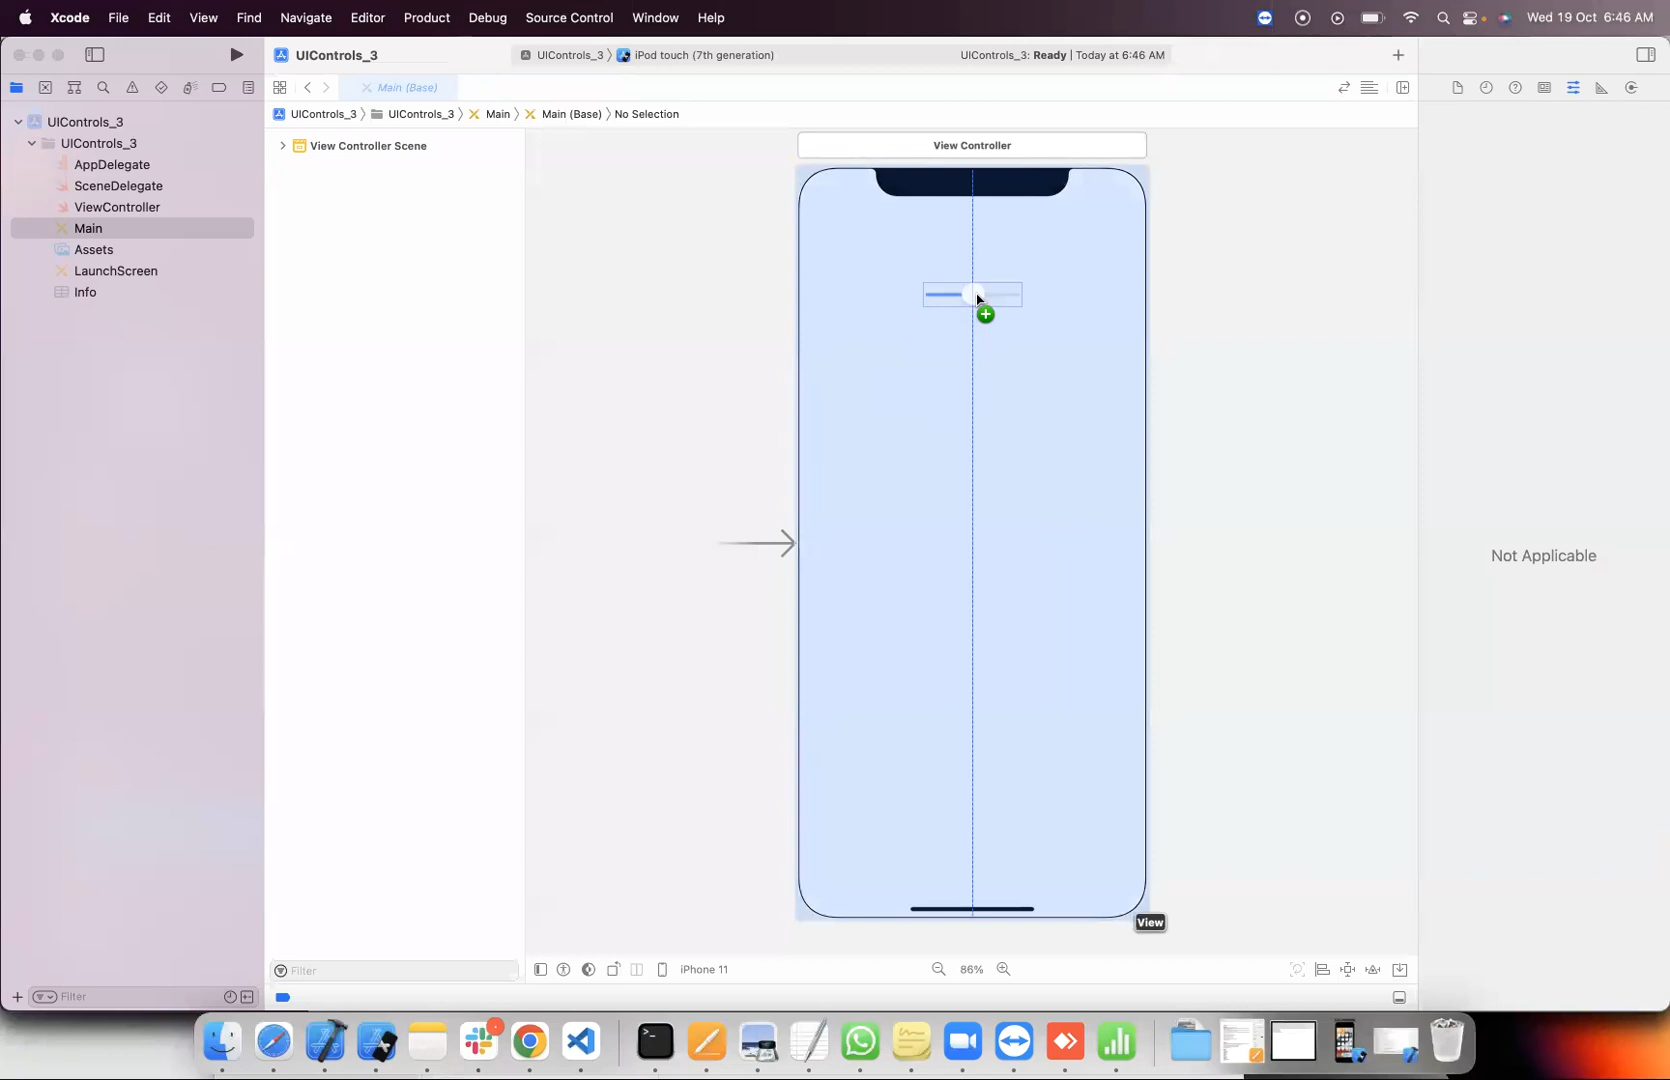 Xcode File Edit View Find Navigate Editor Product Debug Source Control Window Help Wed 19 Oct 6:46 AM
UIControls_3 UIControls_3 iPod touch (7th generation) UIControls_3: Ready | Today at 6:46 AM
Main (Base)
UIControls_3 UIControls_3 Main Main (Base) No Selection
UIControls_3
UIControls_3
AppDelegate
SceneDelegate
ViewController
Main
Assets
LaunchScreen
Info
View Controller Scene
View Controller
Not Applicable
View
Filter
iPhone 11 86%
Filter